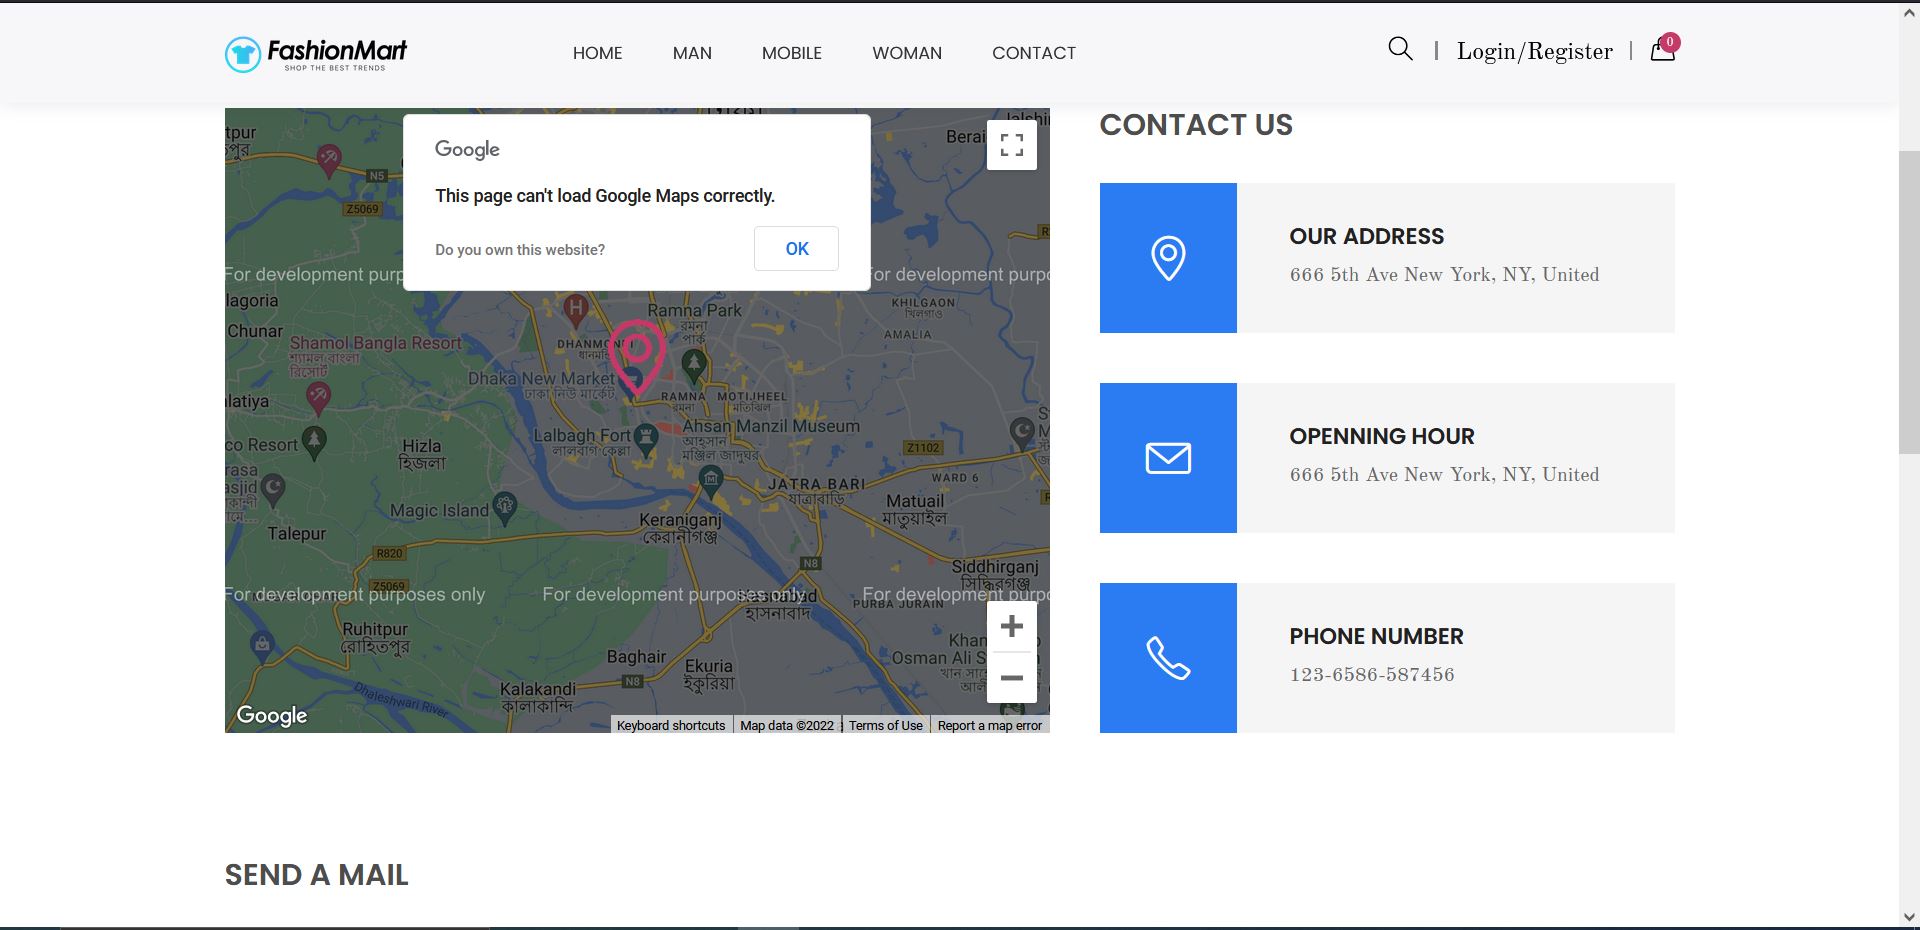 FashionMart
SHOP THE BEST TRENDS
HOME
MAN
MOBILE
WOMAN
CONTACT
Login/Register
0
N5
Z5069
Berai
Google
This page can't load Google Maps correctly.
Do you own this website?
OK
For development purp
For development purpo
lagoria
Chunar
Shamol Bangla Resort
শ্যামল বাংলা
রিসোর্ট
Ramna Park
রমনা
পার্ক
KHILGAON
খিলগাও
AMALIA
H
Dhaka New Market
ঢাকা নিউ মার্কেট
RAMNA
রমনা
MOTIJHEEL
মতিঝিল
latiya
co Resort
Hizla
হিজলা
Lalbagh Fort
লালবাগ কেল্লা
Ahsan Manzil Museum
আহসান
মঞ্জিল জাদুঘর
Z1102
WARD 6
JATRA BARI
যাত্রাবাড়ি
Matuail
মাতুয়াইল
Magic Island
Keraniganj
কেরানীগঞ্জ
Talepur
R820
N8
Siddhirganj
সিদ্ধিরগঞ্জ
Z5069
For development purposes only
For development purposes only
For development purpo
হাসনাবাদ
PURBA JURAIN
Ruhitpur
রোহিতপুর
Baghair
Ekuria
ইকুরিয়া
N8
Kalakandi
কালাকান্দি
Dhaleshwari River
Osman Ali S
Google
Keyboard shortcuts
Map data ©2022
Terms of Use
Report a map error
CONTACT US
OUR ADDRESS
666 5th Ave New York, NY, United
OPENNING HOUR
666 5th Ave New York, NY, United
PHONE NUMBER
123-6586-587456
SEND A MAIL